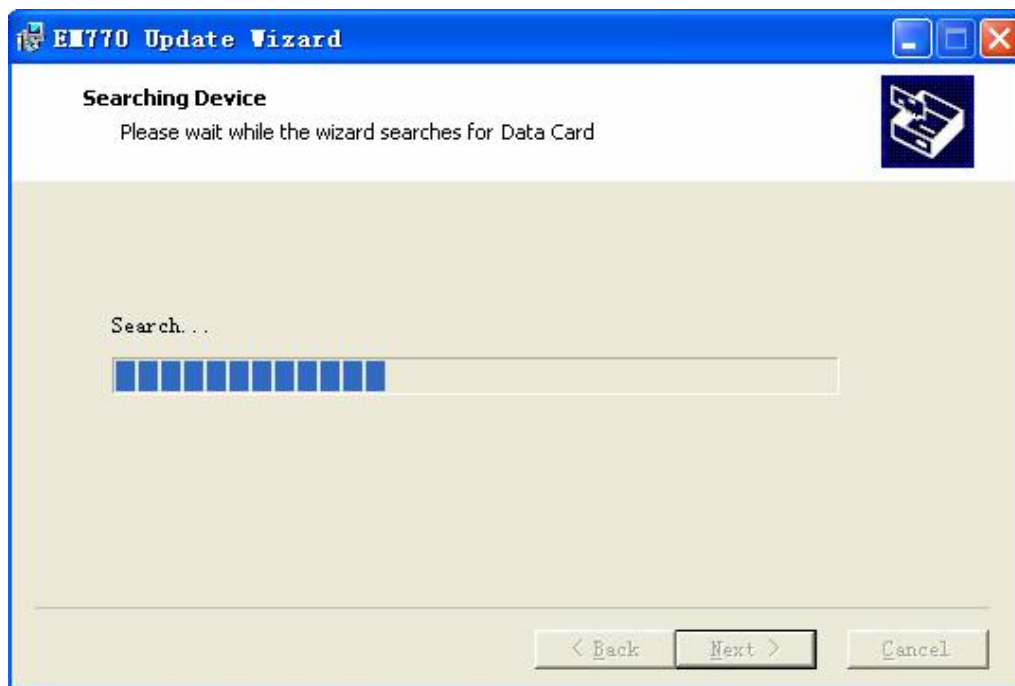 EM770 Update Wizard
Searching Device
Please wait while the wizard searches for Data Card
Search...
< Back
Next >
Cancel